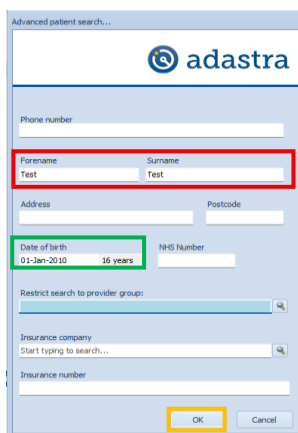 Advanced patient search...
adastra
Phone number
Forename Surname
Test Test
Address Postcode
Date of birth NHS Number
01-Jan-2010 16 years
Restrict search to provider group:
Insurance company
Start typing to search...
Insurance number
OK Cancel